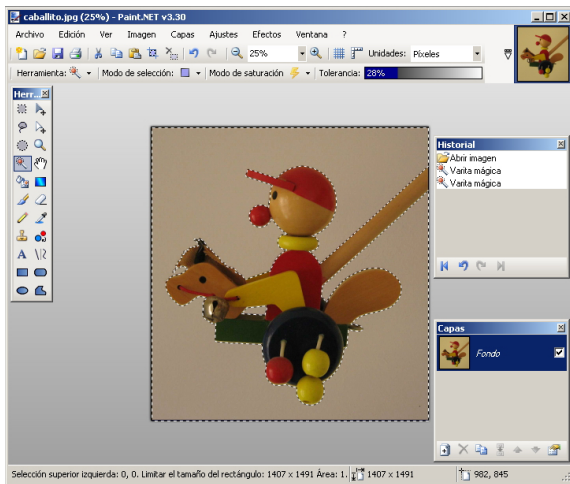 caballito.jpg (25%) - Paint.NET v3.30
Archivo Edición Ver Imagen Capas Ajustes Efectos Ventana ?
25% Unidades: Píxeles
Herramienta: Modo de selección: Modo de saturación Tolerancia: 28%
Herr...
Historial
Abrir imagen
Varita mágica
Varita mágica
Capas
Fondo
Selección superior izquierda: 0, 0. Limitar el tamaño del rectángulo: 1407 x 1491 Área: 1. 1407 x 1491 982, 845